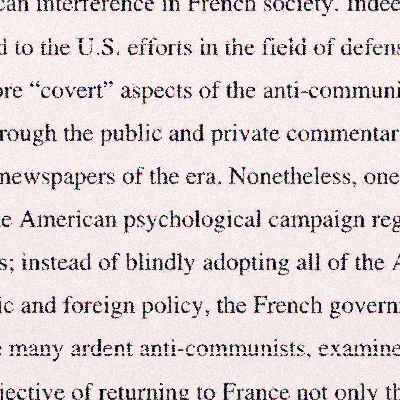 can interference in French society. Indee
d to the U.S. efforts in the field of defens
ore “covert” aspects of the anti-communi
rough the public and private commentar
newspapers of the era. Nonetheless, one
e American psychological campaign reg
s; instead of blindly adopting all of the A
ic and foreign policy, the French governm
e many ardent anti-communists, examine
jective of returning to France not only th